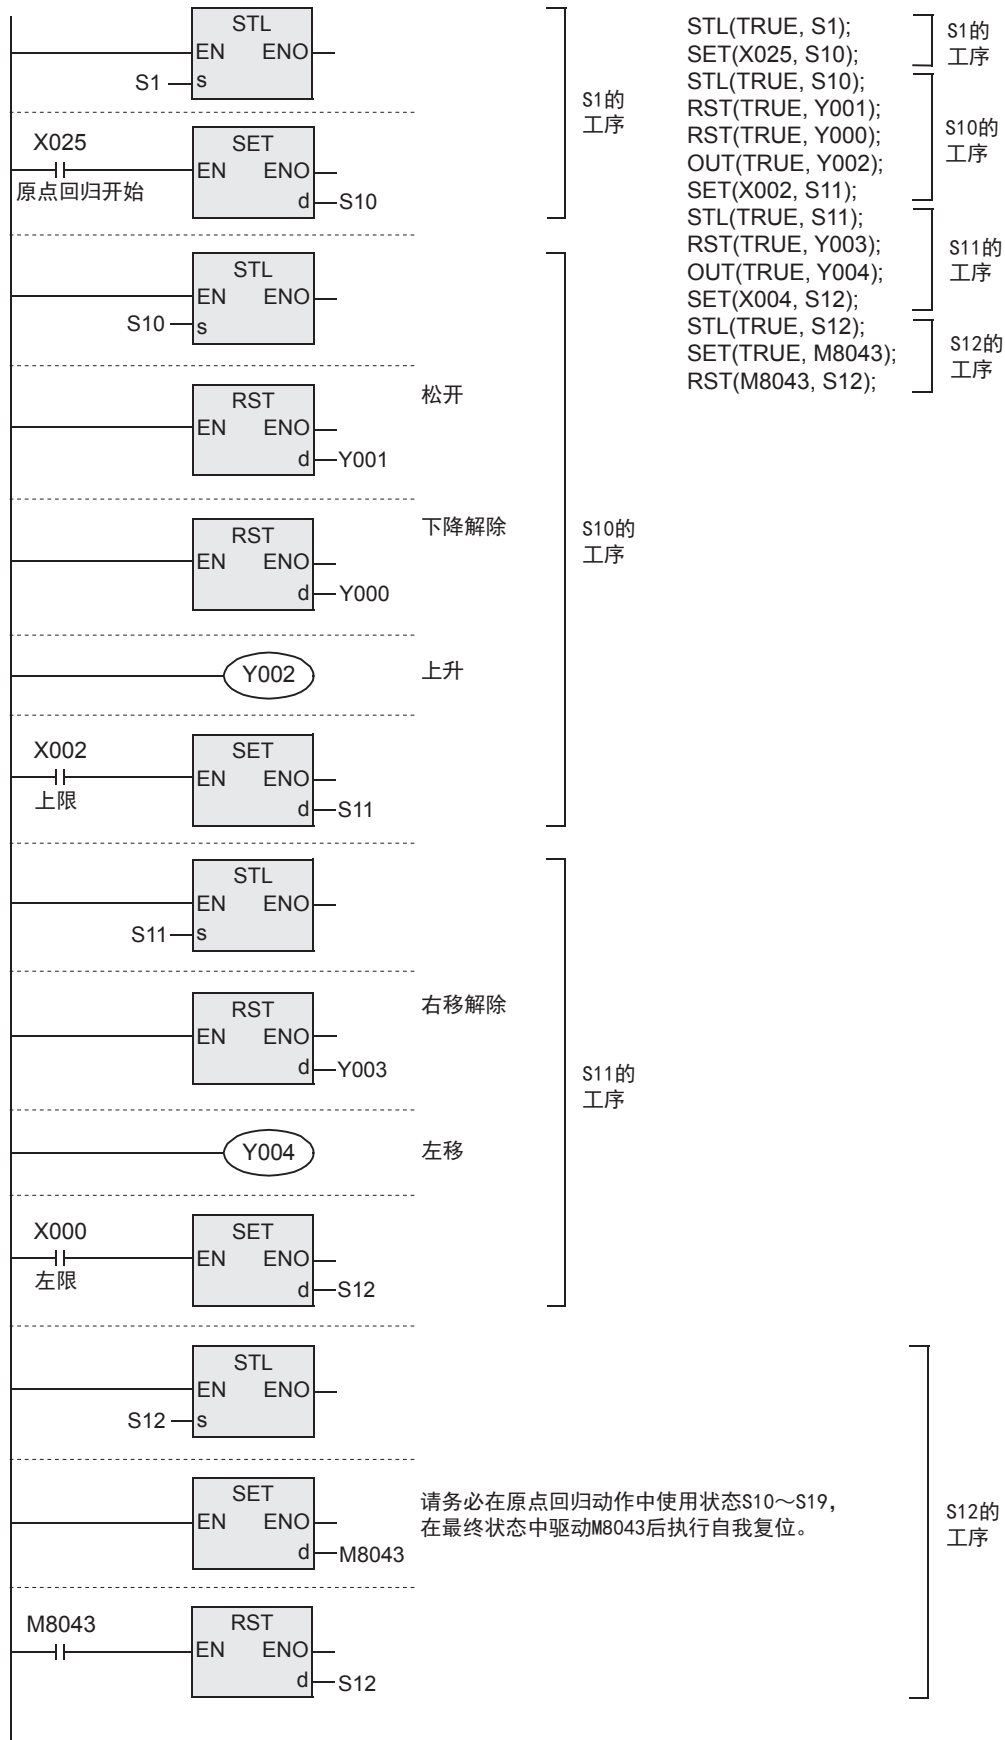 STL
EN ENO
S1 s
S1的
工序
X025
原点回归开始
SET
EN ENO
d S10
STL
EN ENO
S10 s
RST
EN ENO
d Y001
松开
RST
EN ENO
d Y000
下降解除
S10的
工序
Y002
上升
X002
上限
SET
EN ENO
d S11
STL
EN ENO
S11 s
RST
EN ENO
d Y003
右移解除
S11的
工序
Y004
左移
X000
左限
SET
EN ENO
d S12
STL
EN ENO
S12 s
SET
EN ENO
d M8043
请务必在原点回归动作中使用状态S10～S19，
在最终状态中驱动M8043后执行自我复位。
S12的
工序
M8043
RST
EN ENO
d S12
STL(TRUE, S1);
SET(X025, S10);
S1的
工序
STL(TRUE, S10);
RST(TRUE, Y001);
RST(TRUE, Y000);
OUT(TRUE, Y002);
SET(X002, S11);
S10的
工序
STL(TRUE, S11);
RST(TRUE, Y003);
OUT(TRUE, Y004);
SET(X004, S12);
S11的
工序
STL(TRUE, S12);
SET(TRUE, M8043);
RST(M8043, S12);
S12的
工序